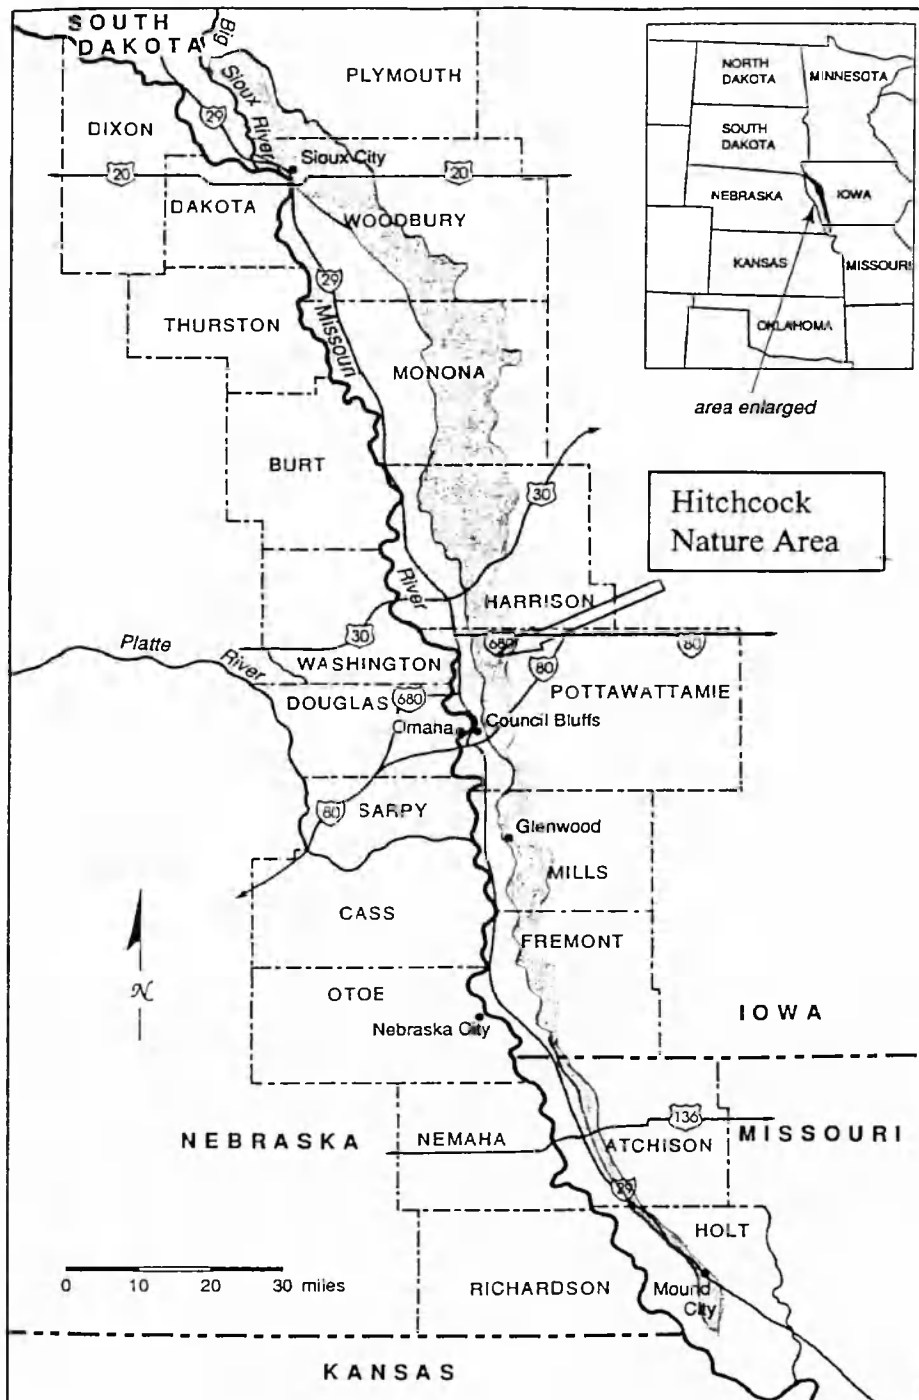 SOUTH
DAKOTA
Big
Sioux River
PLYMOUTH
29
DIXON
Sioux City
20
20
DAKOTA
WOODBURY
29
THURSTON
Missouri
MONONA
BURT
30
River
HARRISON
Platte
River
30
680
80
80
WASHINGTON
DOUGLAS
680
POTTAWATTAMIE
Omaha
Council Bluffs
80
SARPY
Glenwood
MILLS
CASS
FREMONT
N
OTOE
Nebraska City
IOWA
136
NEBRASKA
NEMAHA
ATCHISON
MISSOURI
29
HOLT
0 10 20 30 miles
RICHARDSON
Mound
City
KANSAS
NORTH
DAKOTA
MINNESOTA
SOUTH
DAKOTA
NEBRASKA
IOWA
KANSAS
MISSOURI
OKLAHOMA
area enlarged
Hitchcock
Nature Area